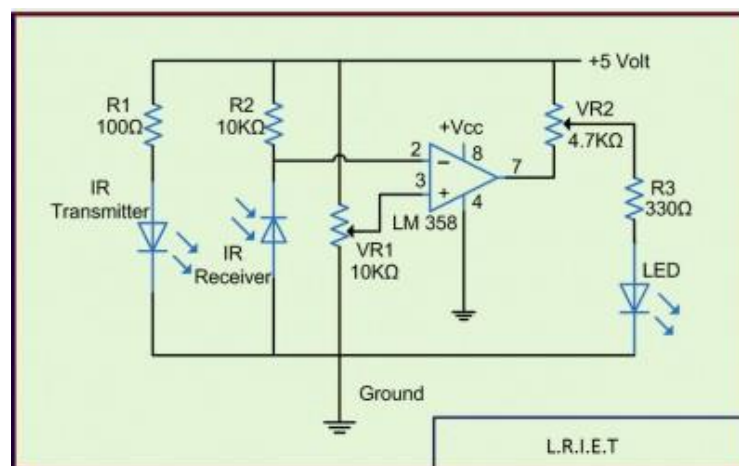 +5 Volt
R1
100Ω
R2
10KΩ
+Vcc
VR2
4.7KΩ
2
8
7
3
4
LM 358
R3
330Ω
IR
Transmitter
IR
Receiver
VR1
10KΩ
LED
Ground
L.R.I.E.T